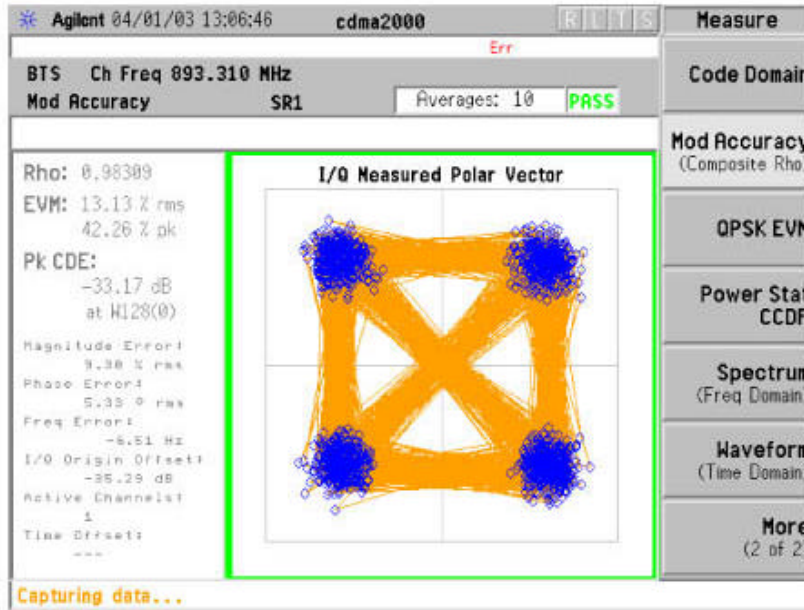 Agilent 04/01/03 13:06:46 cdma2000 R L T S
Measure
Err
BTS Ch Freq 893.310 MHz
Mod Accuracy SR1 Averages: 10 PASS
Rho: 0.98309
EVM: 13.13 % rms
42.26 % pk
Pk CDE:
-33.17 dB
at W128(0)
Magnitude Error:
9.30 % rms
Phase Error:
5.33 º rms
Freq Error:
-6.51 Hz
I/Q Origin Offset:
-35.29 dB
Active Channels:
1
Time Offset:
---
I/Q Measured Polar Vector
Code Domain
Mod Accuracy
(Composite Rho)
QPSK EVM
Power Stat
CCDF
Spectrum
(Freq Domain)
Waveform
(Time Domain)
More
(2 of 2)
Capturing data...